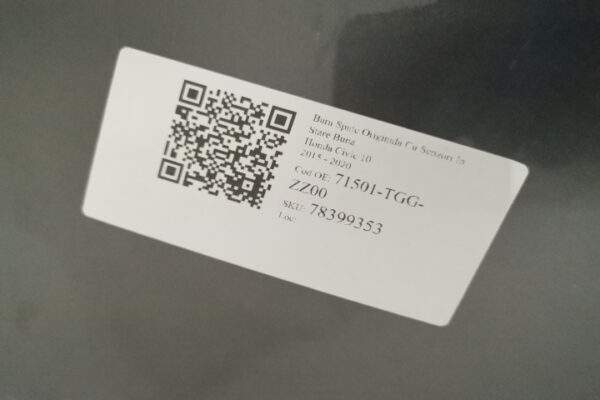 Bara Spate Originala Cu Senzori In
Stare Buna
Honda Civic 10
2015 - 2020
Cod OE: 71501-TGG-
ZZ00
SKU: 78399353
Loc: